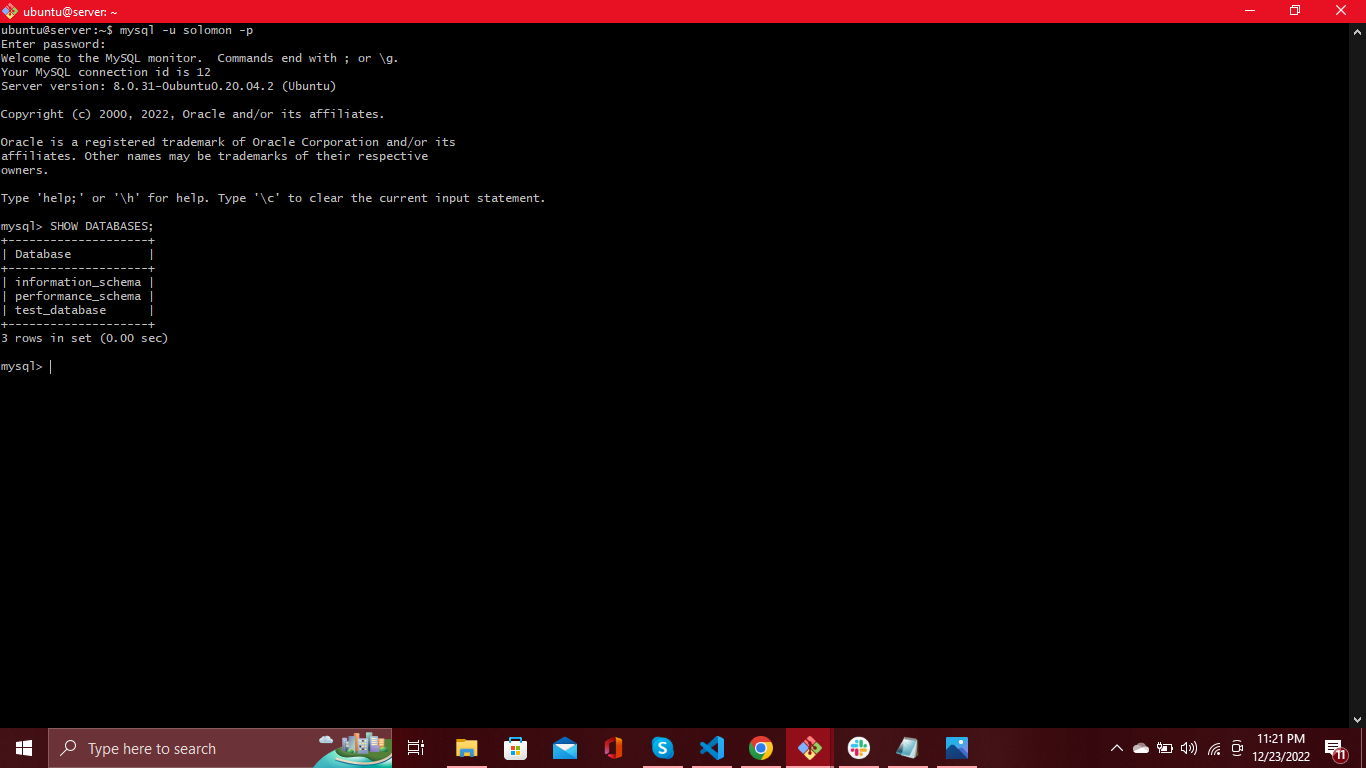 ubuntu@server: ~
ubuntu@server:~$ mysql -u solomon -p
Enter password:
Welcome to the MySQL monitor.  Commands end with ; or \g.
Your MySQL connection id is 12
Server version: 8.0.31-0ubuntu0.20.04.2 (Ubuntu)
Copyright (c) 2000, 2022, Oracle and/or its affiliates.
Oracle is a registered trademark of Oracle Corporation and/or its
affiliates. Other names may be trademarks of their respective
owners.
Type 'help;' or '\h' for help. Type '\c' to clear the current input statement.
mysql> SHOW DATABASES;
+--------------------+
| Database           |
+--------------------+
| information_schema |
| performance_schema |
| test_database      |
+--------------------+
3 rows in set (0.00 sec)
mysql>
Type here to search
11:21 PM
12/23/2022
11